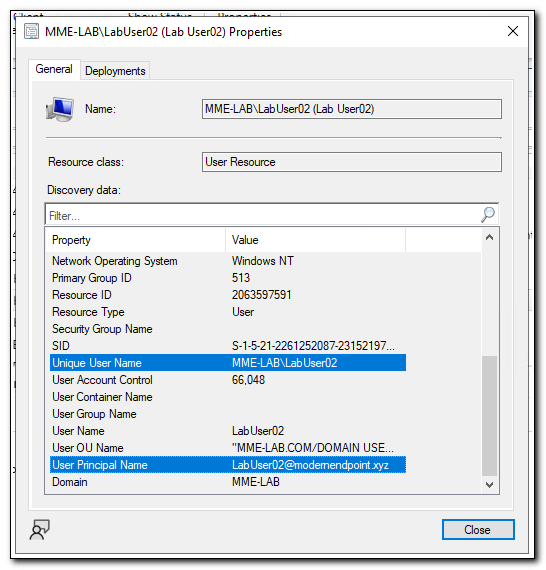 Client Show Status Properties
MME-LAB\LabUser02 (Lab User02) Properties
General Deployments
Name: MME-LAB\LabUser02 (Lab User02)
Resource class: User Resource
Discovery data:
Filter...
Property Value
Network Operating System Windows NT
Primary Group ID 513
Resource ID 2063597591
Resource Type User
Security Group Name
SID S-1-5-21-2261252087-23152197...
Unique User Name MME-LAB\LabUser02
User Account Control 66,048
User Container Name
User Group Name
User Name LabUser02
User OU Name "MME-LAB.COM/DOMAIN USE...
User Principal Name LabUser02@modernendpoint.xyz
Domain MME-LAB
Close